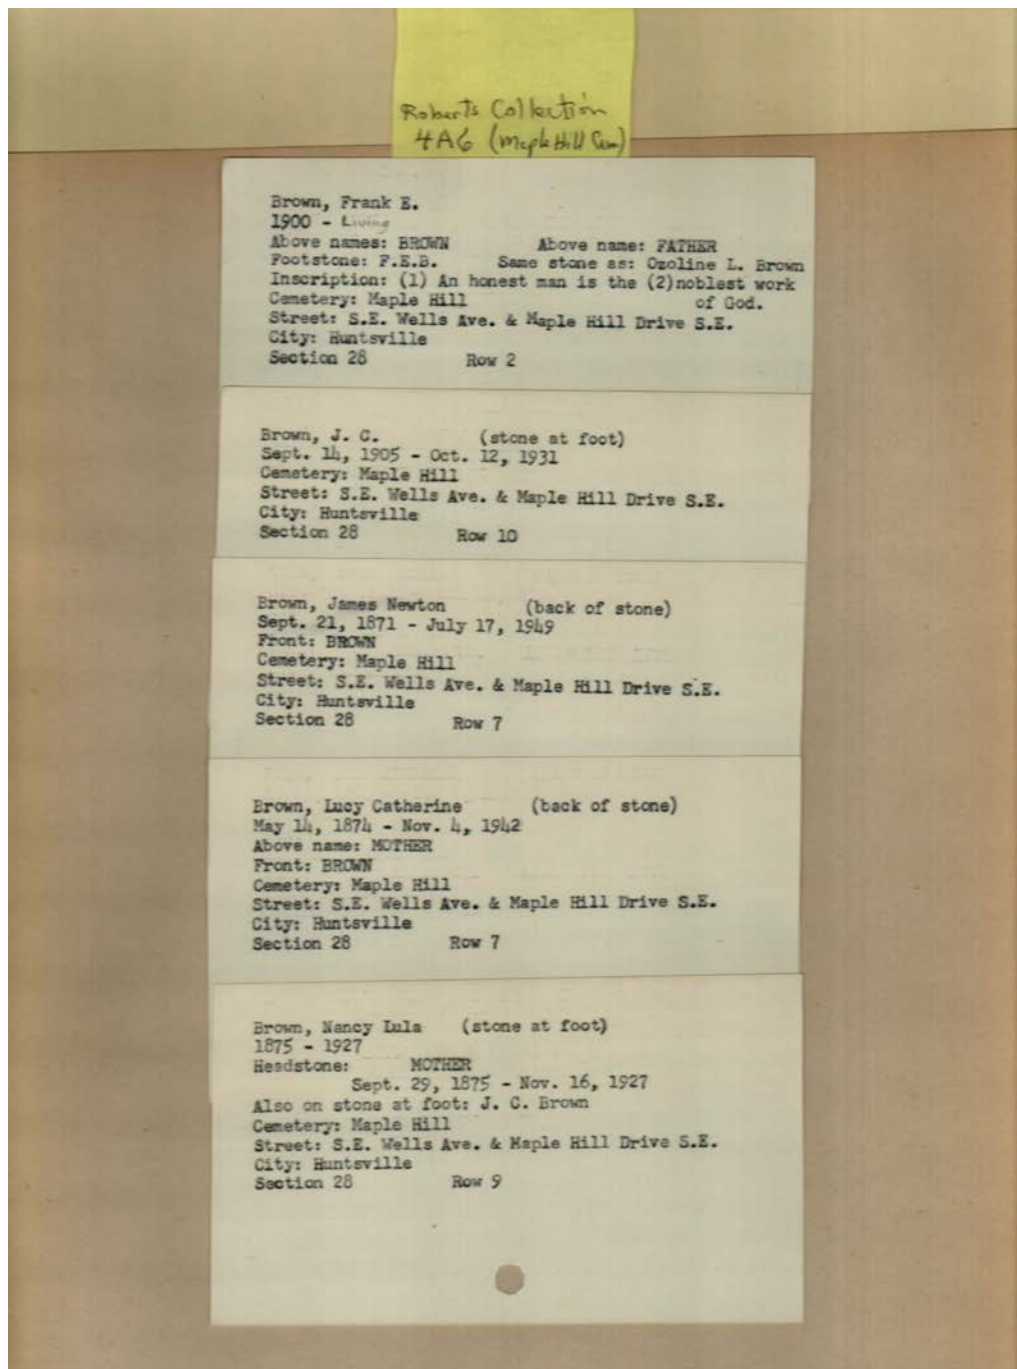 Roberts Collection
4A6 (Maple Hill Cem)
Brown, Frank E.
1900 - Living
Above names: BROWN Above name: FATHER
Footstone: F.E.B. Same stone as: Ozoline L. Brown
Inscription: (1) An honest man is the (2)noblest work
Cemetery: Maple Hill of God.
Street: S.E. Wells Ave. & Maple Hill Drive S.E.
City: Huntsville
Section 28 Row 2
Brown, J. C. (stone at foot)
Sept. 14, 1905 - Oct. 12, 1931
Cemetery: Maple Hill
Street: S.E. Wells Ave. & Maple Hill Drive S.E.
City: Huntsville
Section 28 Row 10
Brown, James Newton (back of stone)
Sept. 21, 1871 - July 17, 1949
Front: BROWN
Cemetery: Maple Hill
Street: S.E. Wells Ave. & Maple Hill Drive S.E.
City: Huntsville
Section 28 Row 7
Brown, Lucy Catherine (back of stone)
May 14, 1874 - Nov. 4, 1942
Above name: MOTHER
Front: BROWN
Cemetery: Maple Hill
Street: S.E. Wells Ave. & Maple Hill Drive S.E.
City: Huntsville
Section 28 Row 7
Brown, Nancy Lula (stone at foot)
1875 - 1927
Headstone: MOTHER
Sept. 29, 1875 - Nov. 16, 1927
Also on stone at foot: J. C. Brown
Cemetery: Maple Hill
Street: S.E. Wells Ave. & Maple Hill Drive S.E.
City: Huntsville
Section 28 Row 9